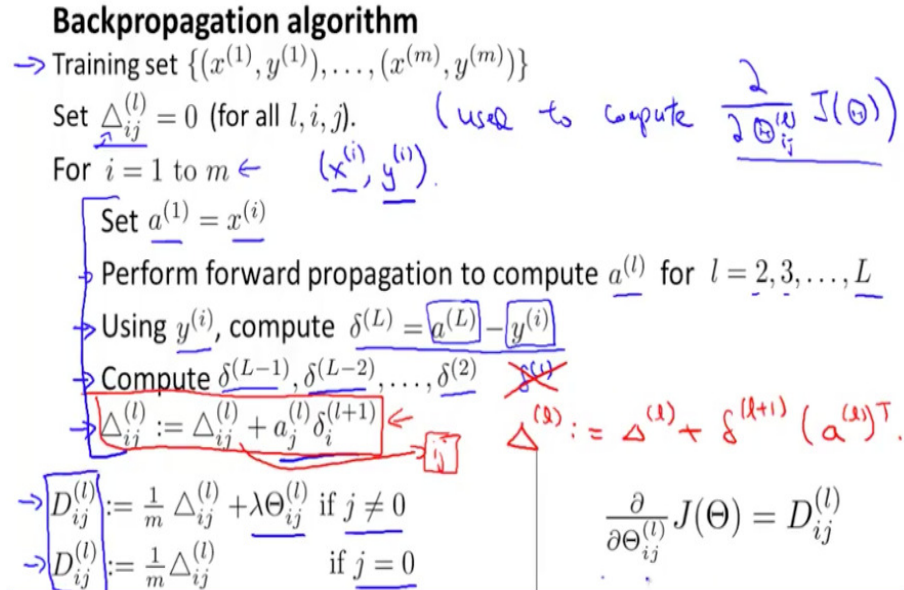 Backpropagation algorithm
→ Training set {(x^(1), y^(1)), …, (x^(m), y^(m))}
Set △_ij^(l) = 0 (for all l, i, j). (used to compute ∂/∂Θ_ij^(l) J(Θ))
For i = 1 to m ← (x^(i), y^(i)).
Set a^(1) = x^(i)
→ Perform forward propagation to compute a^(l) for l = 2, 3, …, L
→ Using y^(i), compute δ^(L) = a^(L) − y^(i)
→ Compute δ^(L−1), δ^(L−2), …, δ^(2) δ^(1)
→ △_ij^(l) := △_ij^(l) + a_j^(l) δ_i^(l+1) ← ij △^(l) := △^(l) + δ^(l+1) (a^(l))^T.
→ D_ij^(l) := 1/m △_ij^(l) + λΘ_ij^(l) if j ≠ 0
→ D_ij^(l) := 1/m △_ij^(l) if j = 0
∂/∂Θ_ij^(l) J(Θ) = D_ij^(l)